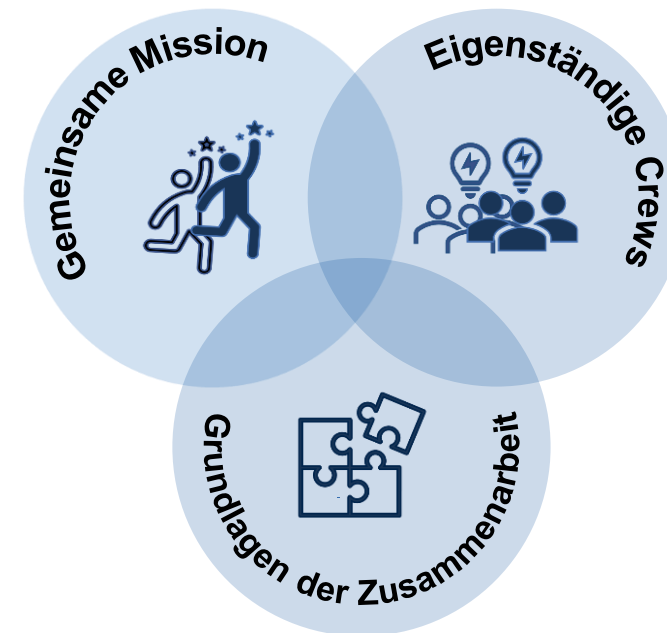 Gemeinsame Mission
Eigenständige Crews
Grundlagen der Zusammenarbeit